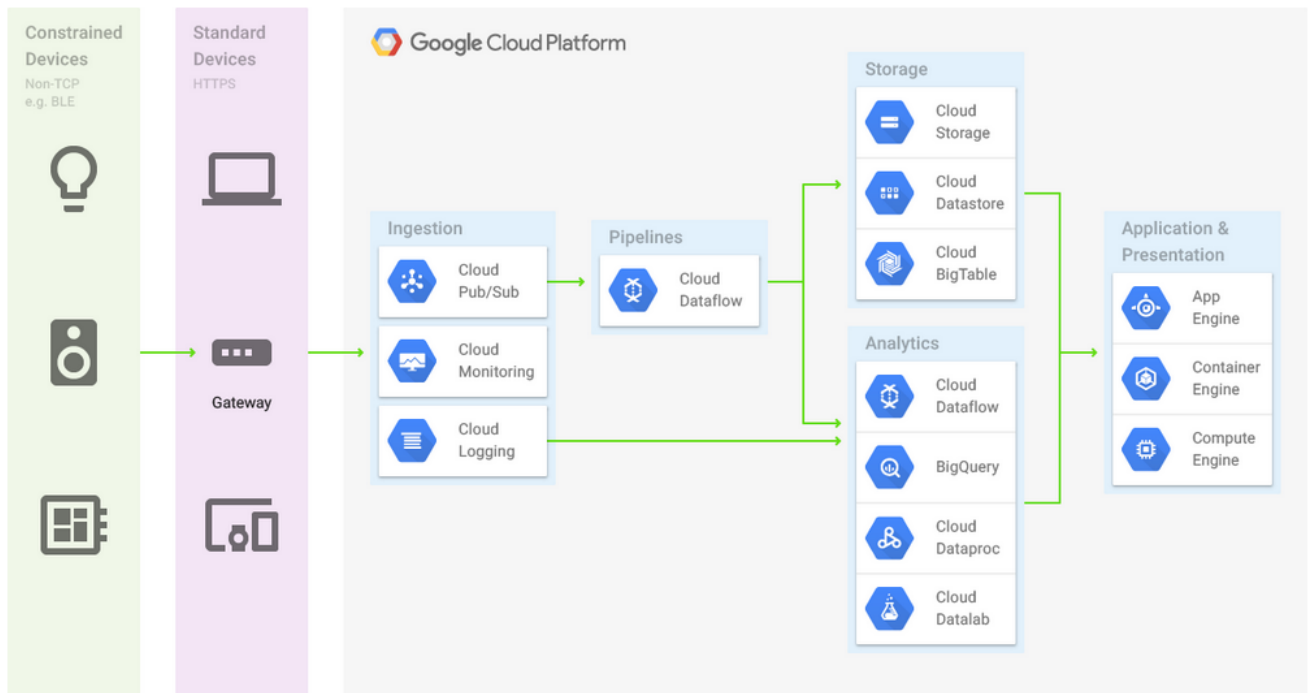 Constrained
Devices
Non-TCP
e.g. BLE
Standard
Devices
HTTPS
Gateway
Google Cloud Platform
Ingestion
Cloud
Pub/Sub
Cloud
Monitoring
Cloud
Logging
Pipelines
Cloud
Dataflow
Storage
Cloud
Storage
Cloud
Datastore
Cloud
BigTable
Analytics
Cloud
Dataflow
BigQuery
Cloud
Dataproc
Cloud
Datalab
Application &
Presentation
App
Engine
Container
Engine
Compute
Engine